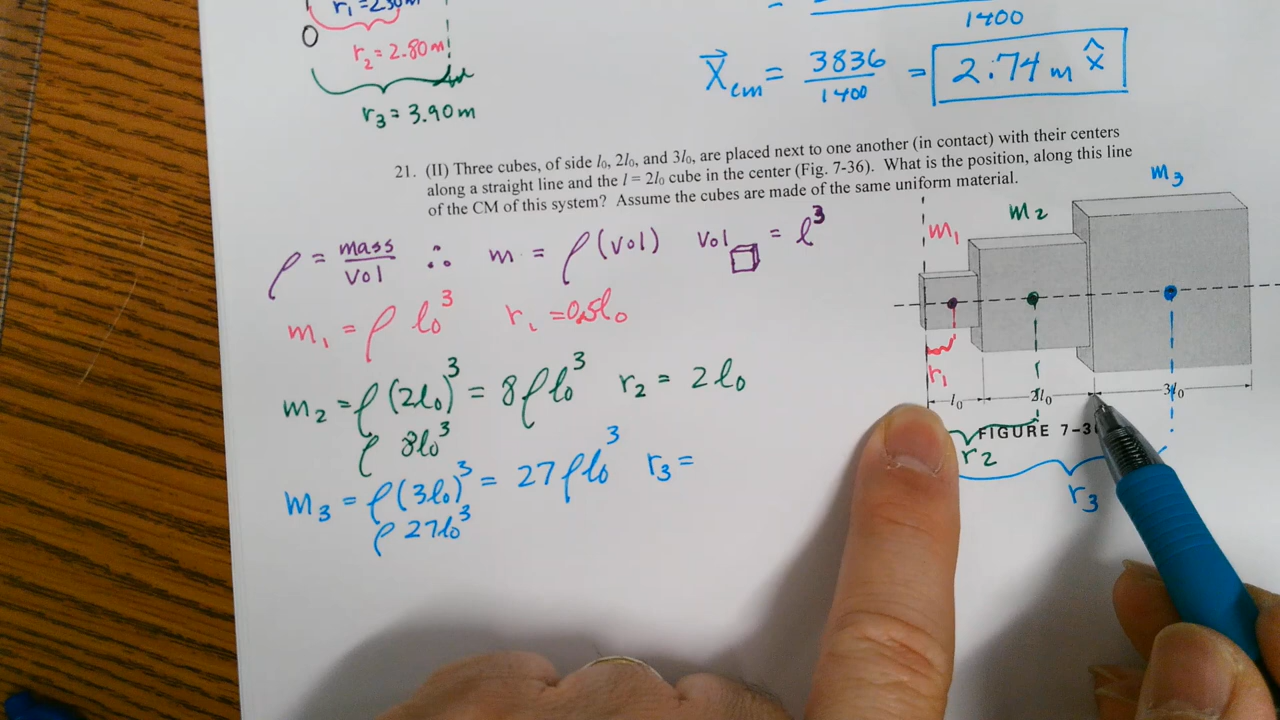 r₁ = 2.50m
O
r₂ = 2.80m
r₃ = 3.90m
=
1400
X⃗cm = 3836/1400 = 2.74 m x̂
21. (II) Three cubes, of side l₀, 2l₀, and 3l₀, are placed next to one another (in contact) with their centers
along a straight line and the l = 2l₀ cube in the center (Fig. 7-36). What is the position, along this line
of the CM of this system? Assume the cubes are made of the same uniform material.
ρ = mass/vol ∴ m = ρ(vol) vol = l³
m₁ = ρ l₀³ r₁ = 0.5l₀
m₂ = ρ(2l₀)³ = 8ρl₀³ r₂ = 2l₀
ρ 8l₀³
m₃ = ρ(3l₀)³ = 27ρl₀³ r₃ =
ρ 27l₀³
m₁
m₂
m₃
r₁
l₀ 2l₀ 3l₀
FIGURE 7-3
r₂
r₃